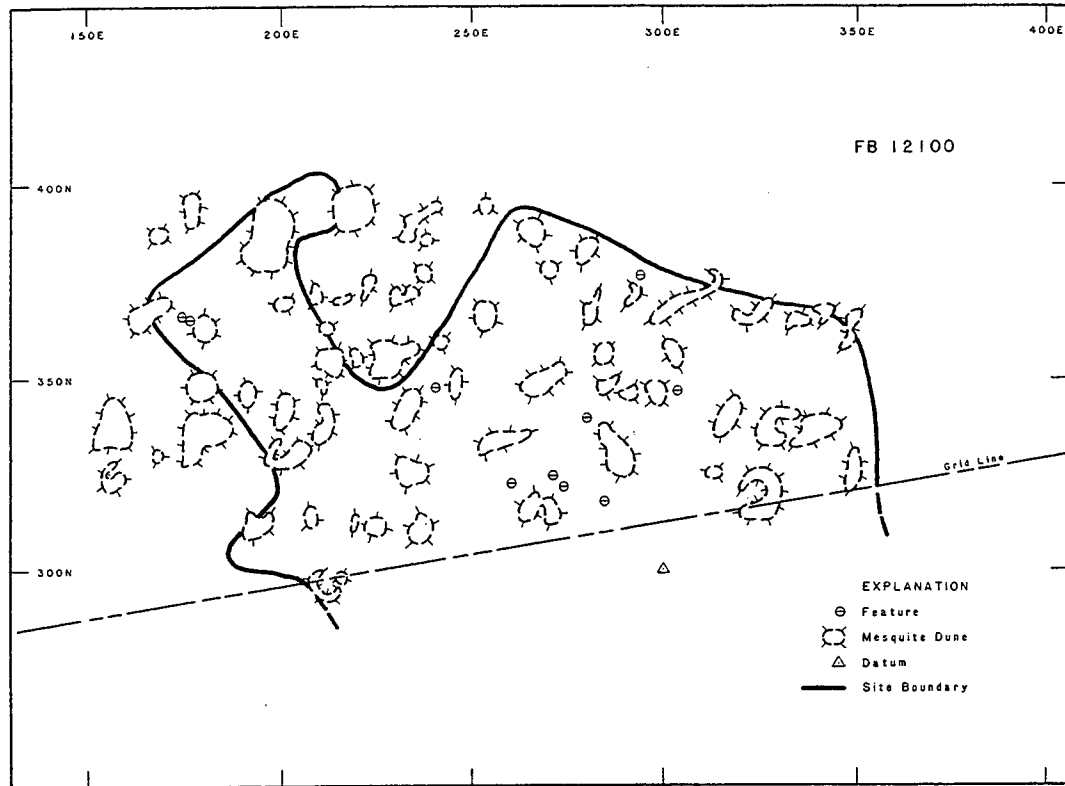 150E 200E 250E 300E 350E 400E
FB 12100
400N
350N
Grid Line
300N
EXPLANATION
Feature
Mesquite Dune
Datum
Site Boundary